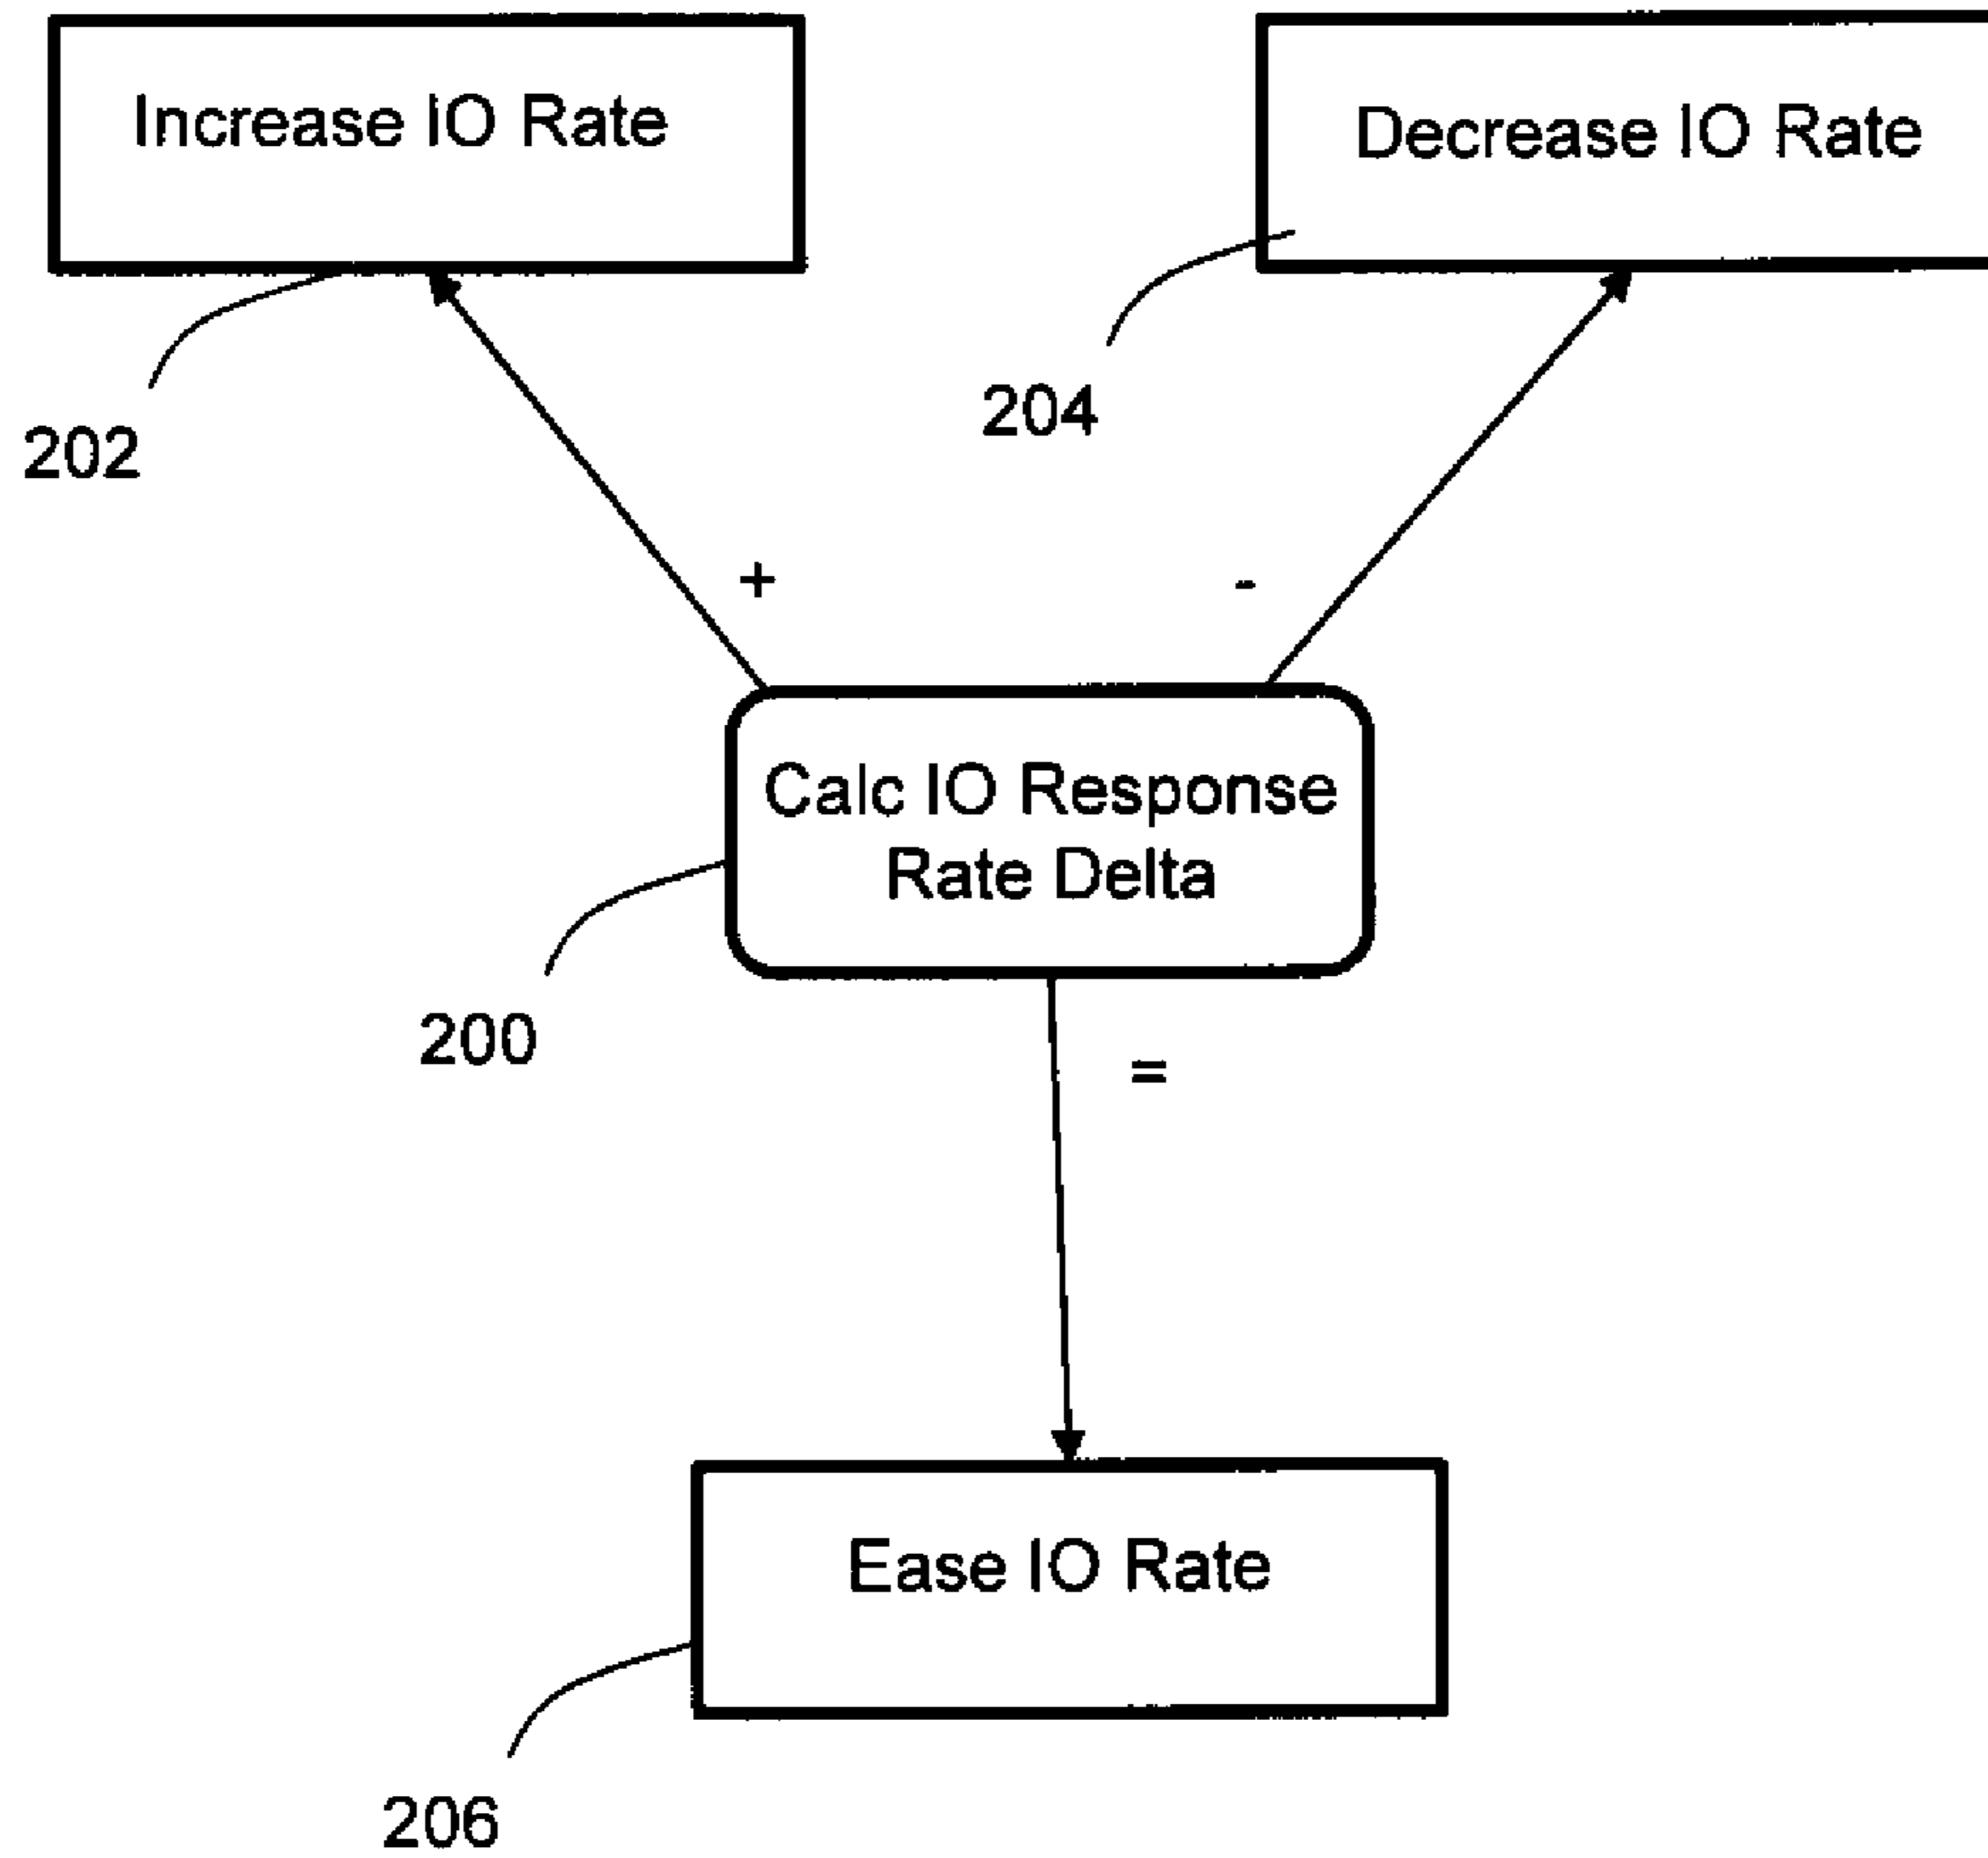 Increase IO Rate
Decrease IO Rate
202
204
+
-
Calc IO Response
Rate Delta
200
=
Ease IO Rate
206